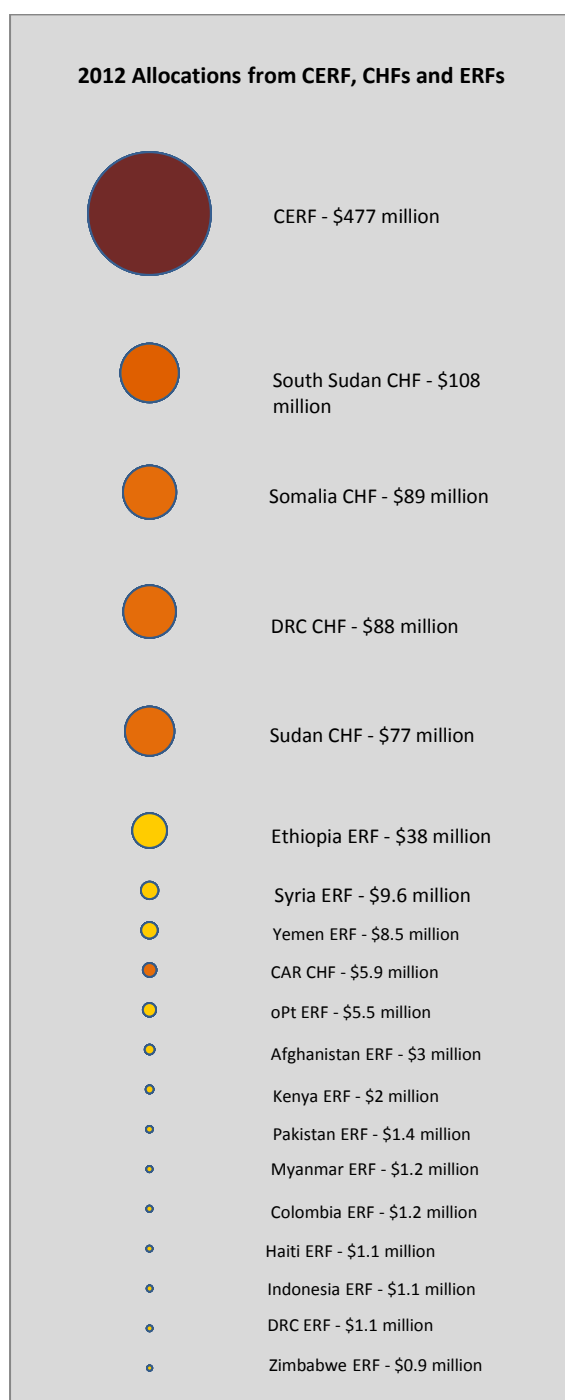 2012 Allocations from CERF, CHFs and ERFs
CERF - $477 million
South Sudan CHF - $108
million
Somalia CHF - $89 million
DRC CHF - $88 million
Sudan CHF - $77 million
Ethiopia ERF - $38 million
Syria ERF - $9.6 million
Yemen ERF - $8.5 million
CAR CHF - $5.9 million
oPt ERF - $5.5 million
Afghanistan ERF - $3 million
Kenya ERF - $2 million
Pakistan ERF - $1.4 million
Myanmar ERF - $1.2 million
Colombia ERF - $1.2 million
Haiti ERF - $1.1 million
Indonesia ERF - $1.1 million
DRC ERF - $1.1 million
Zimbabwe ERF - $0.9 million